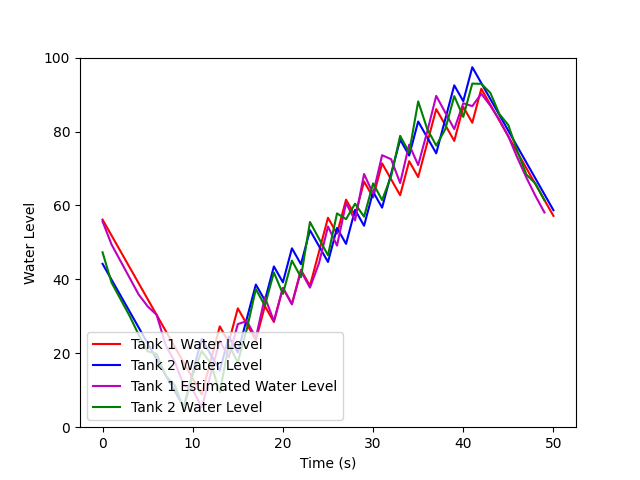 100
80
60
40
20
0
Water Level
Tank 1 Water Level
Tank 2 Water Level
Tank 1 Estimated Water Level
Tank 2 Water Level
0 10 20 30 40 50
Time (s)